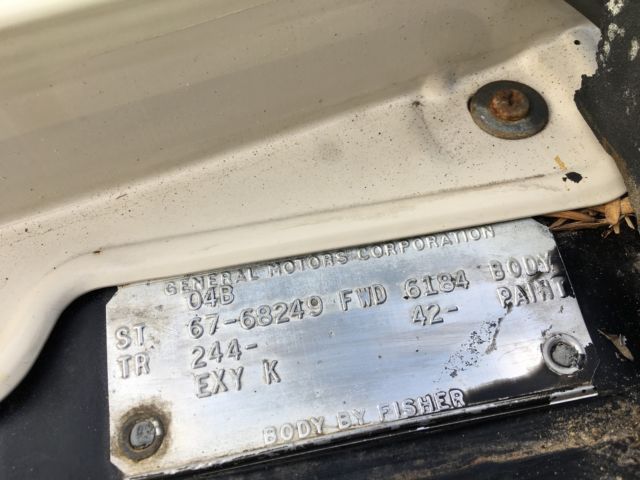 GENERAL MOTORS CORPORATION
04B
ST. 67-68249 FWD 6184 BODY
TR 244- 42- PAINT
EXY K
BODY BY FISHER